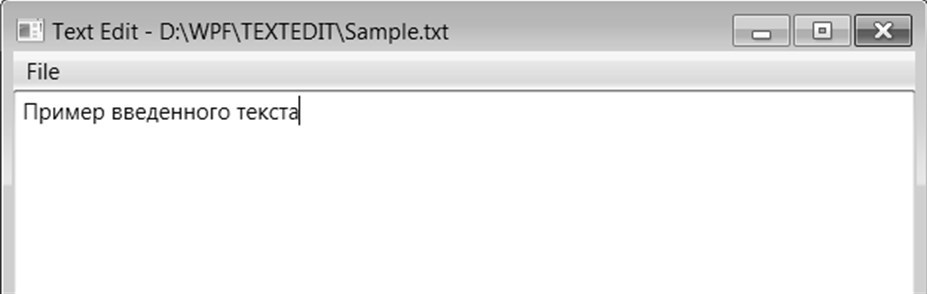 Text Edit - D:\WPF\TEXTEDIT\Sample.txt
File
Пример введенного текста